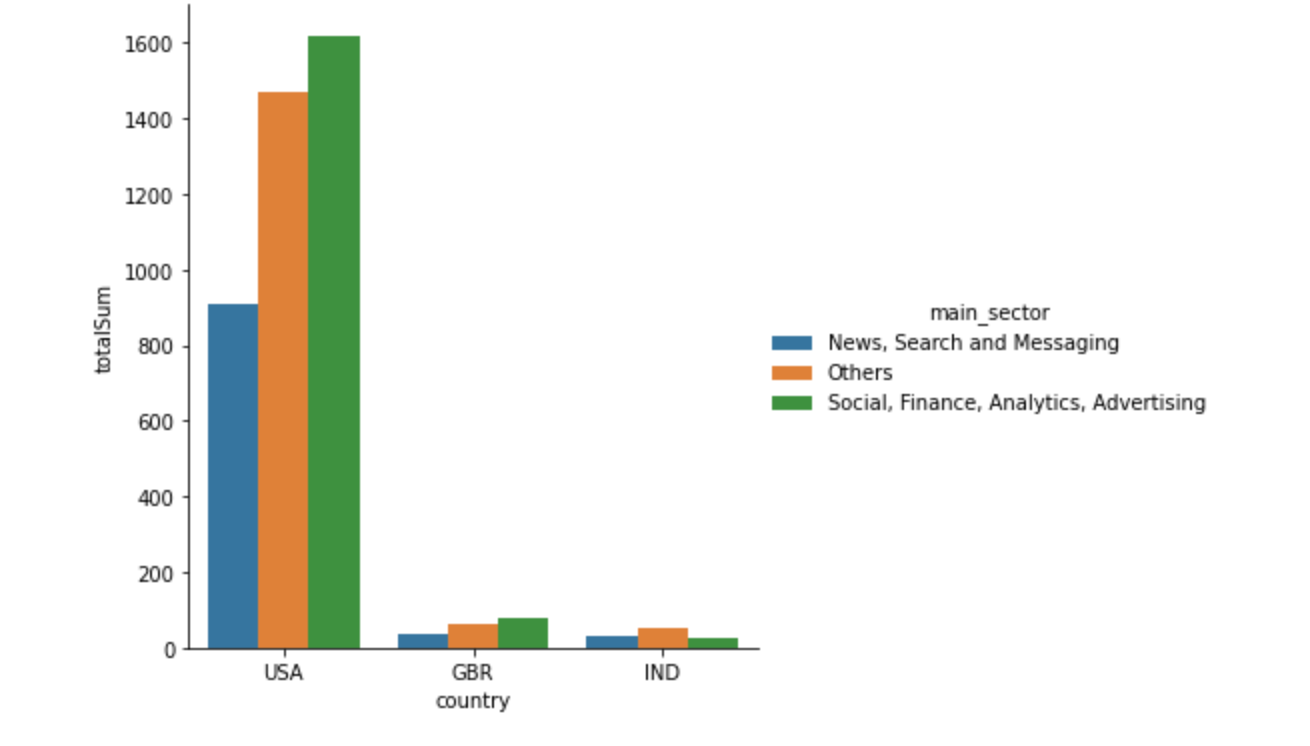 1600
1400
1200
1000
800
600
400
200
0
totalSum
USA GBR IND
country
main_sector
News, Search and Messaging
Others
Social, Finance, Analytics, Advertising